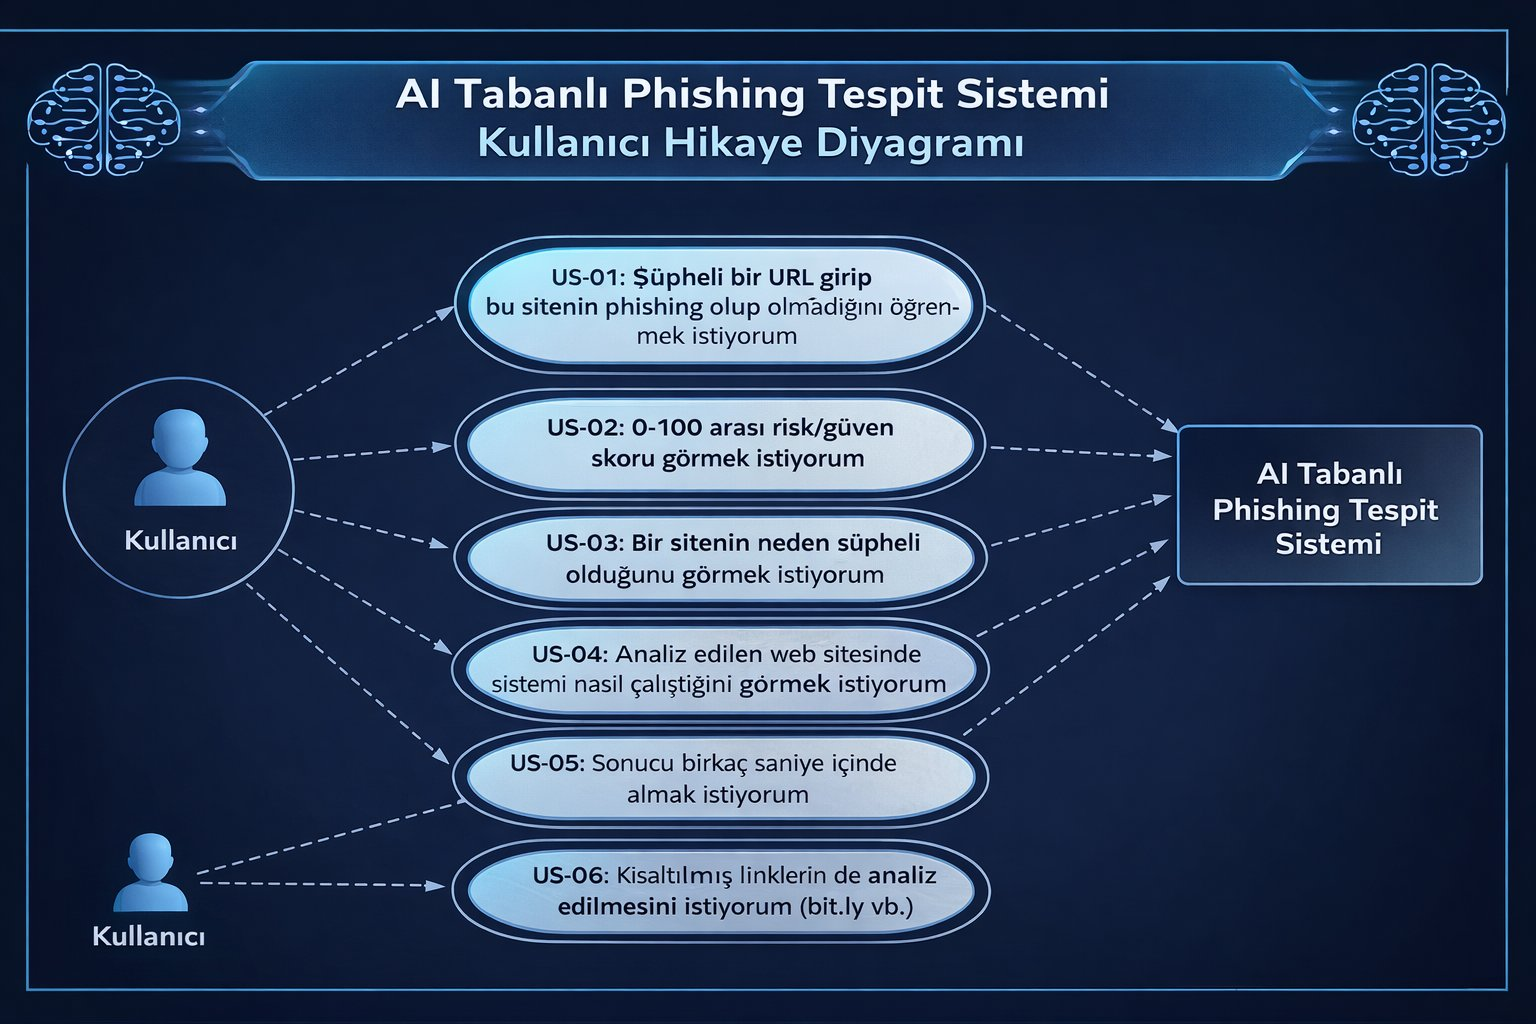 AI Tabanlı Phishing Tespit Sistemi
Kullanıcı Hikaye Diyagramı
US-01: Şüpheli bir URL girip
bu sitenin phishing olup olmadığını öğren-
mek istiyorum
US-02: 0-100 arası risk/güven
skoru görmek istiyorum
US-03: Bir sitenin neden süpheli
olduğunu görmek istiyorum
US-04: Analiz edilen web sitesinde
sistemi nasil çalıştiğini görmek istiyorum
US-05: Sonucu birkaç saniye içinde
almak istiyorum
US-06: Kisaltılmış linklerin de analiz
edilmesini istiyorum (bit.ly vb.)
Kullanıcı
Kullanıcı
AI Tabanlı
Phishing Tespit
Sistemi